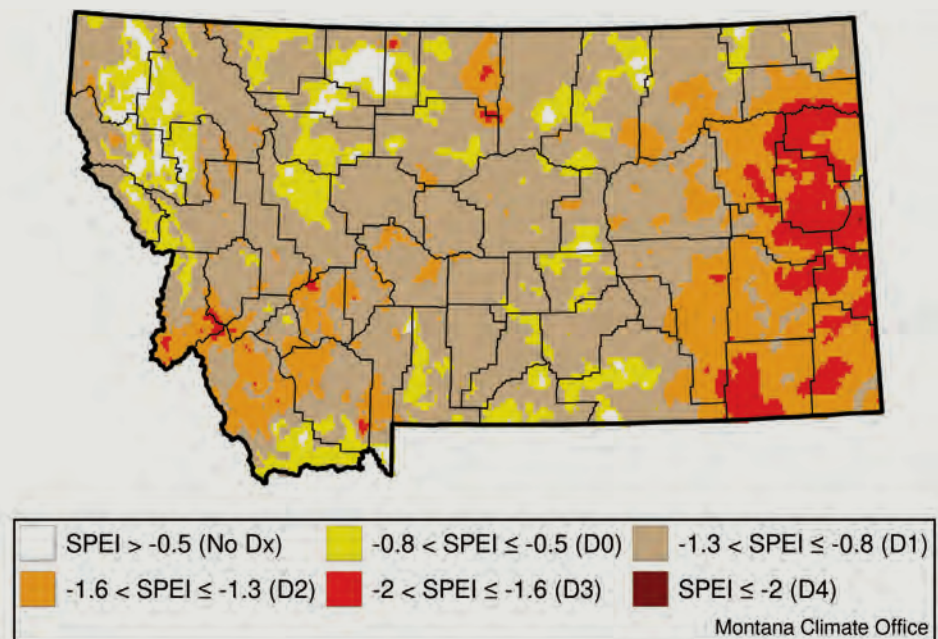 SPEI > -0.5 (No Dx) -0.8 < SPEI ≤ -0.5 (D0) -1.3 < SPEI ≤ -0.8 (D1)
-1.6 < SPEI ≤ -1.3 (D2) -2 < SPEI ≤ -1.6 (D3) SPEI ≤ -2 (D4)
Montana Climate Office